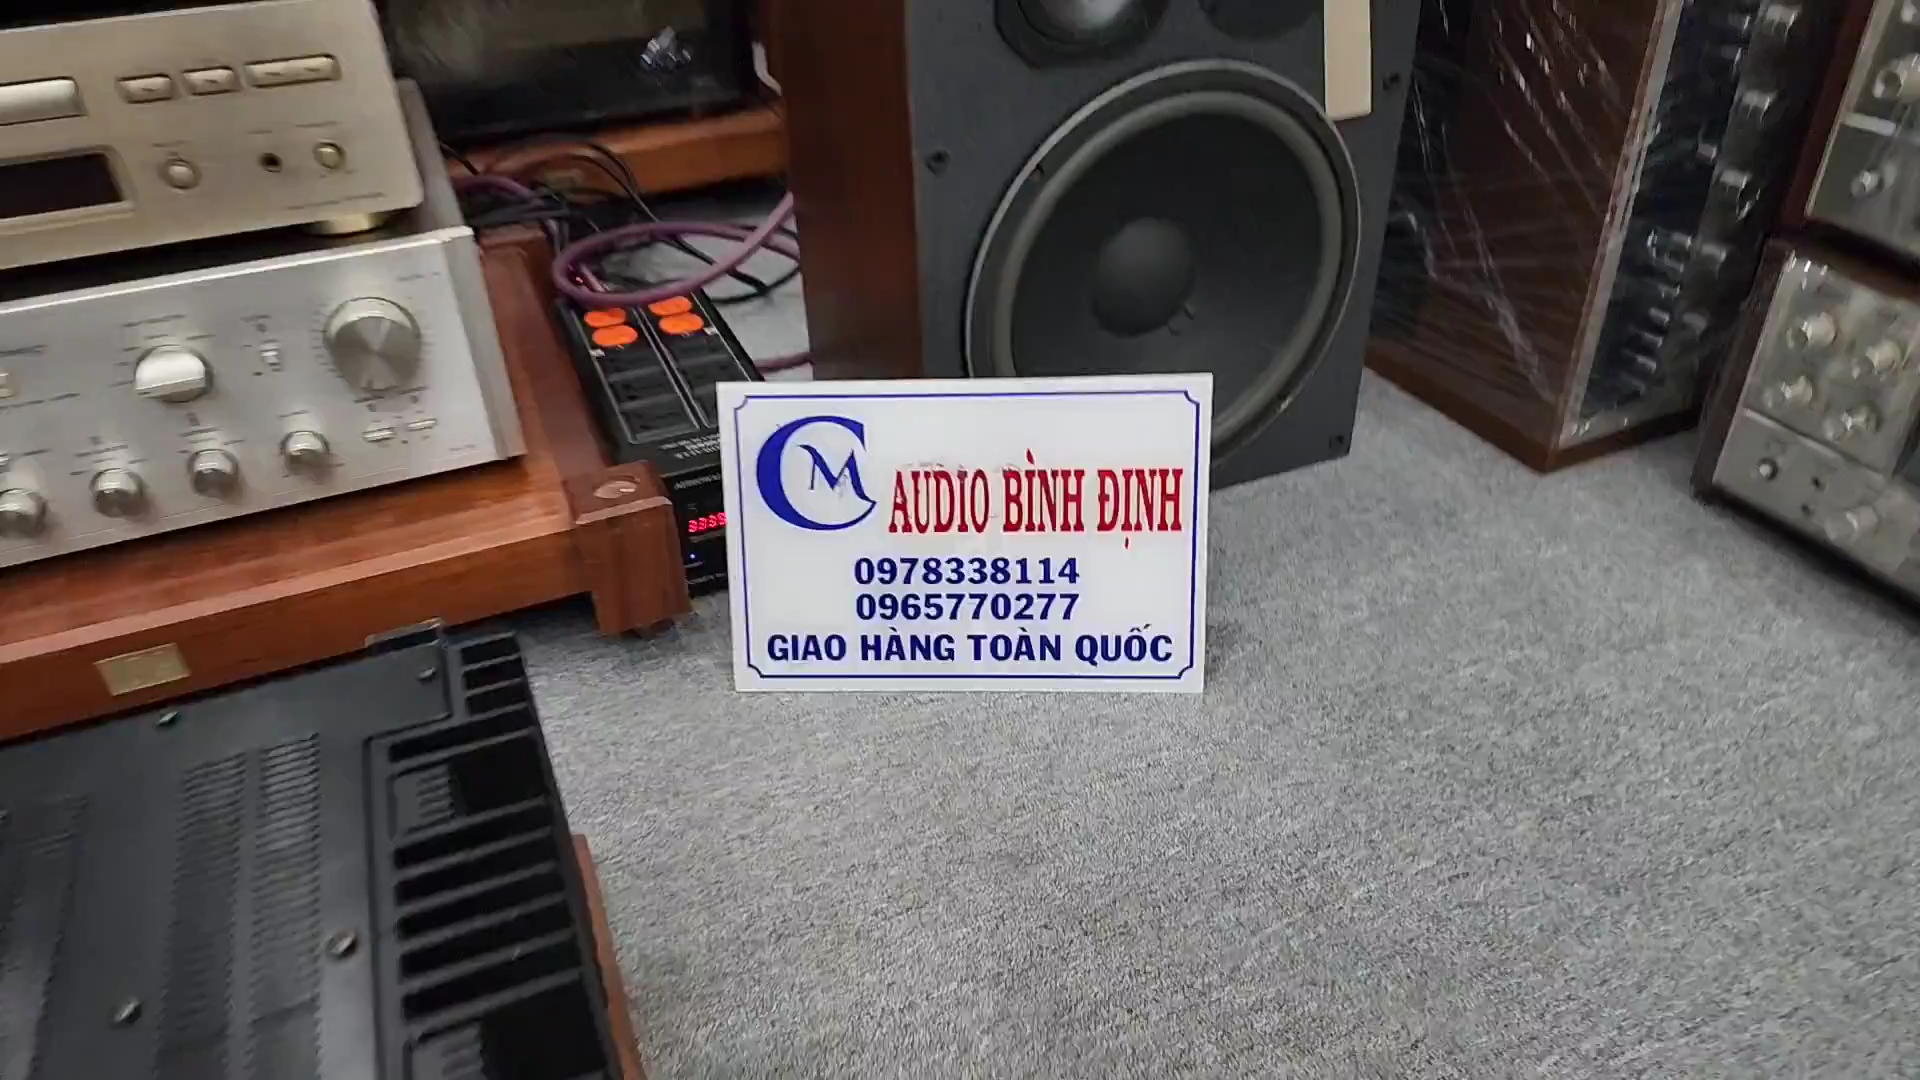 CM AUDIO BÌNH ĐỊNH
0978338114
0965770277
GIAO HÀNG TOÀN QUỐC